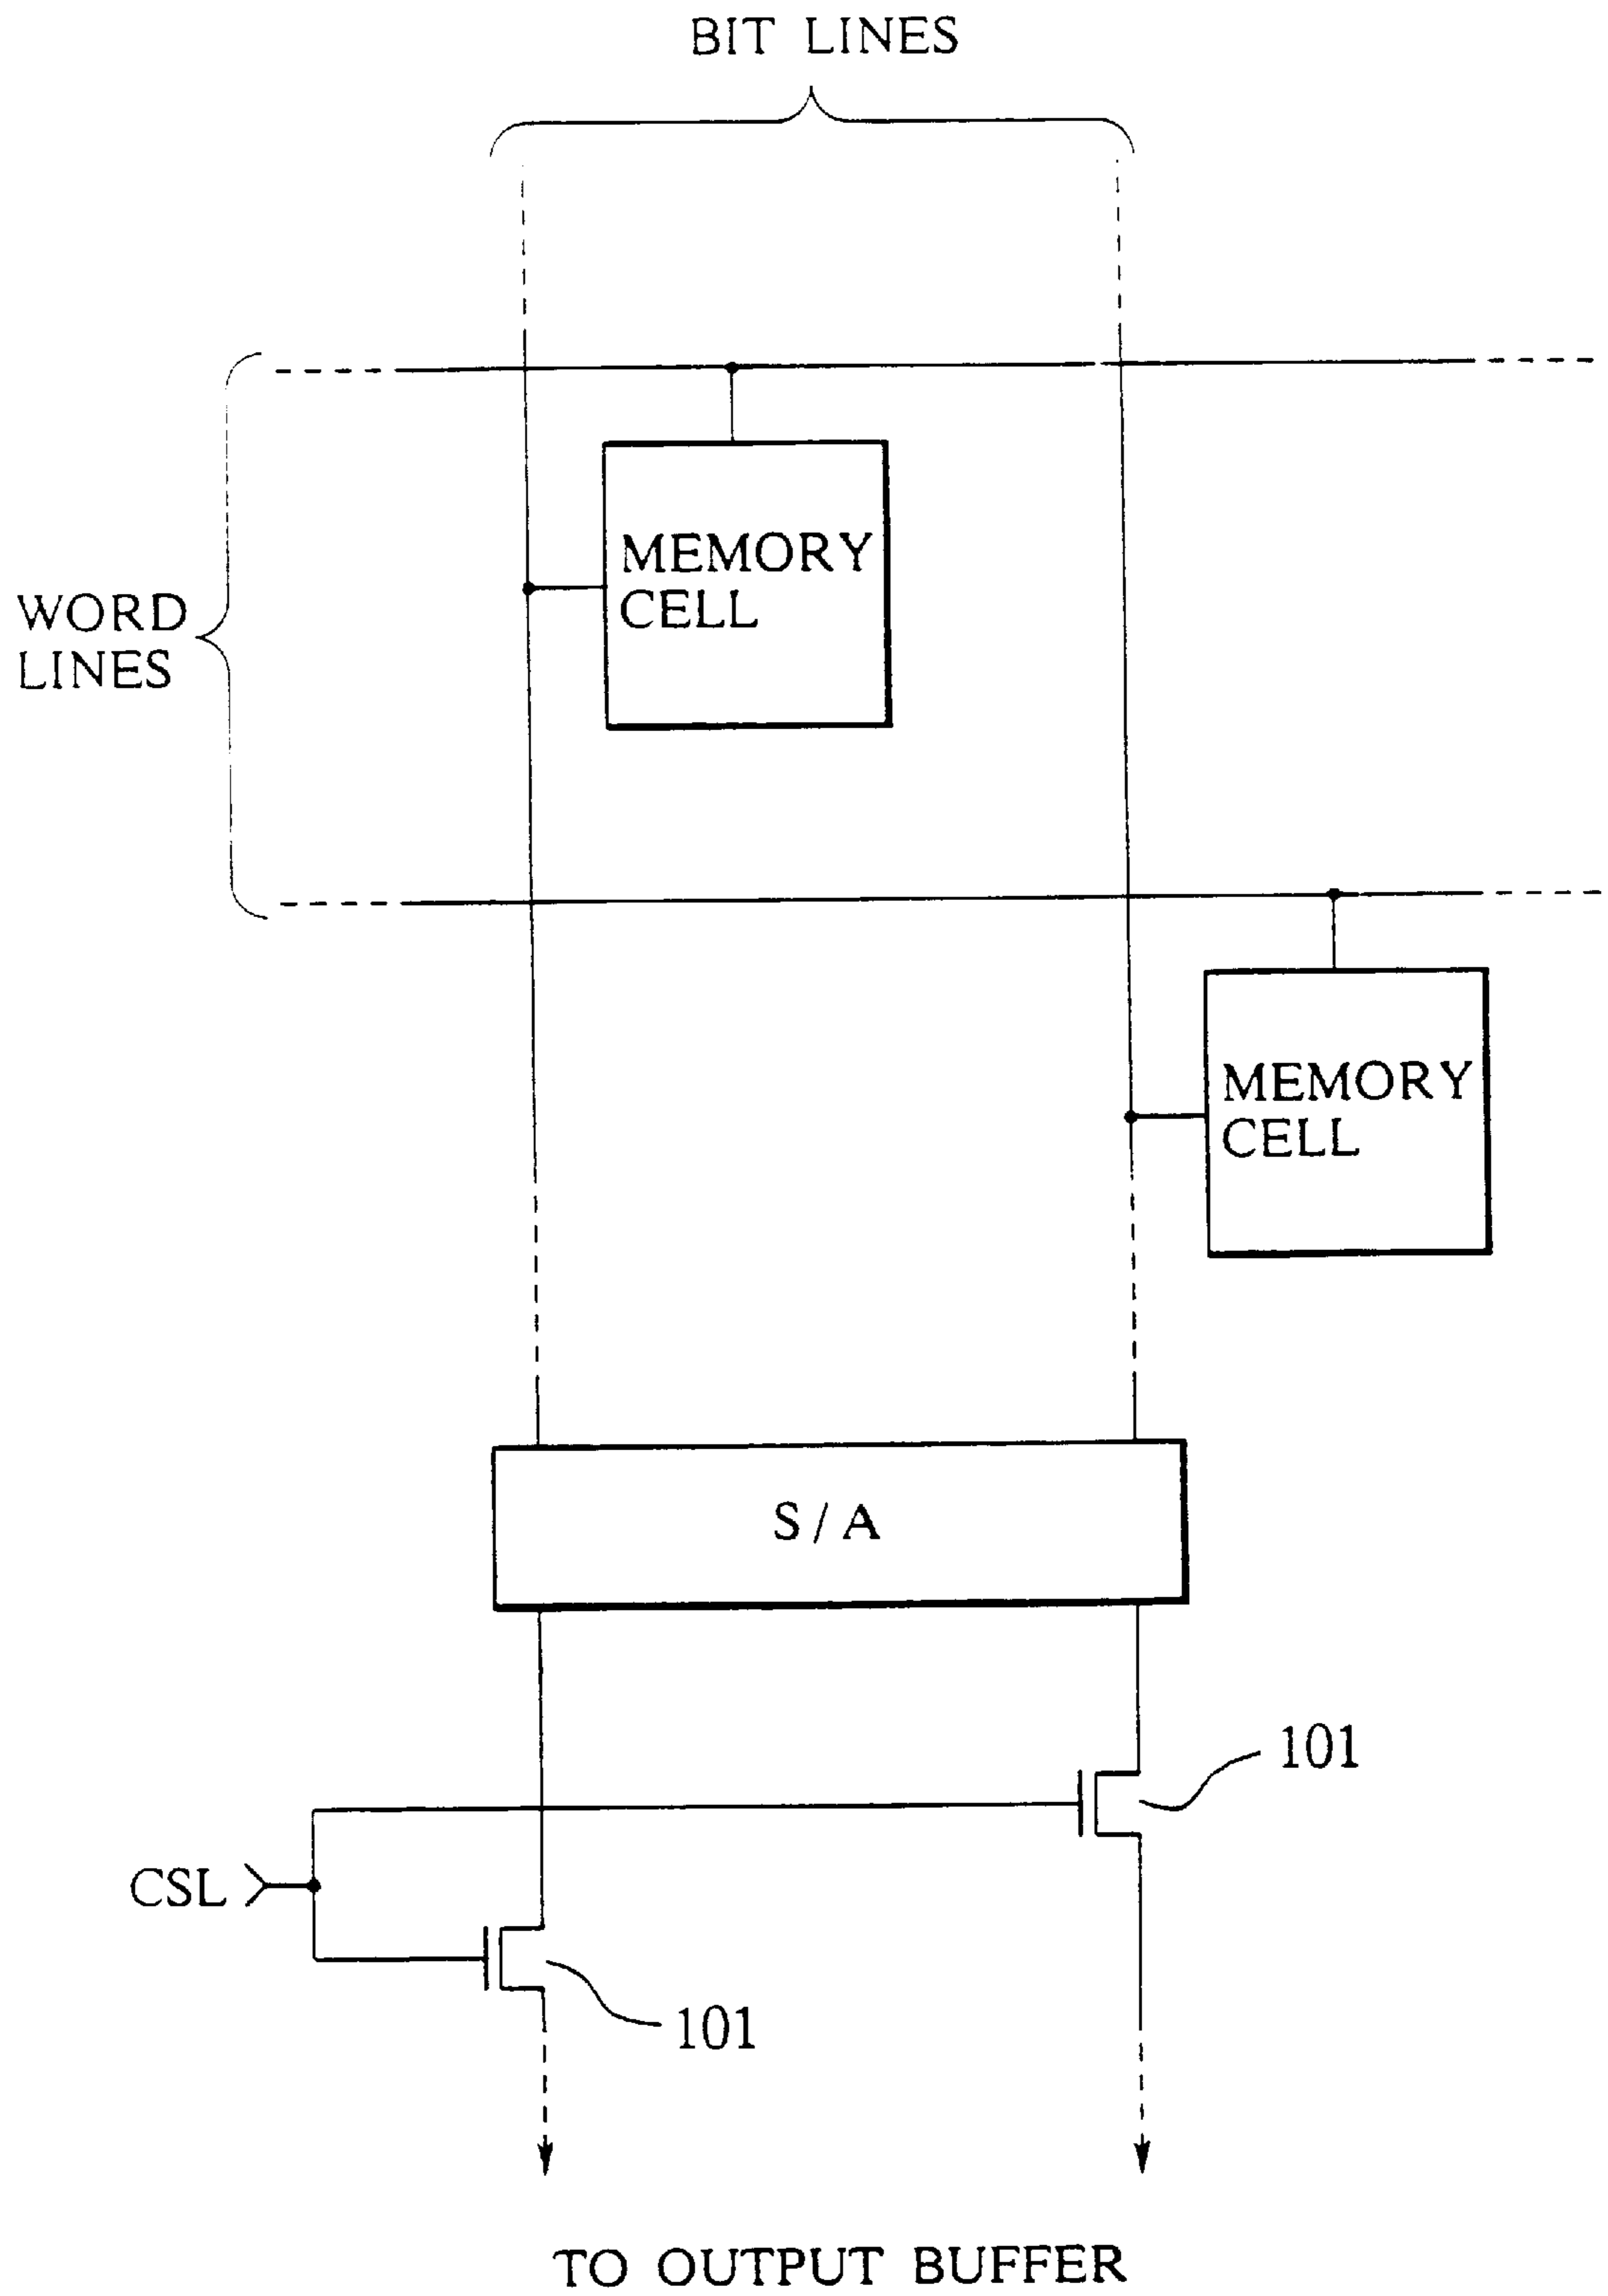 BIT LINES
WORD
LINES
MEMORY
CELL
MEMORY
CELL
S/A
101
CSL
101
TO OUTPUT BUFFER